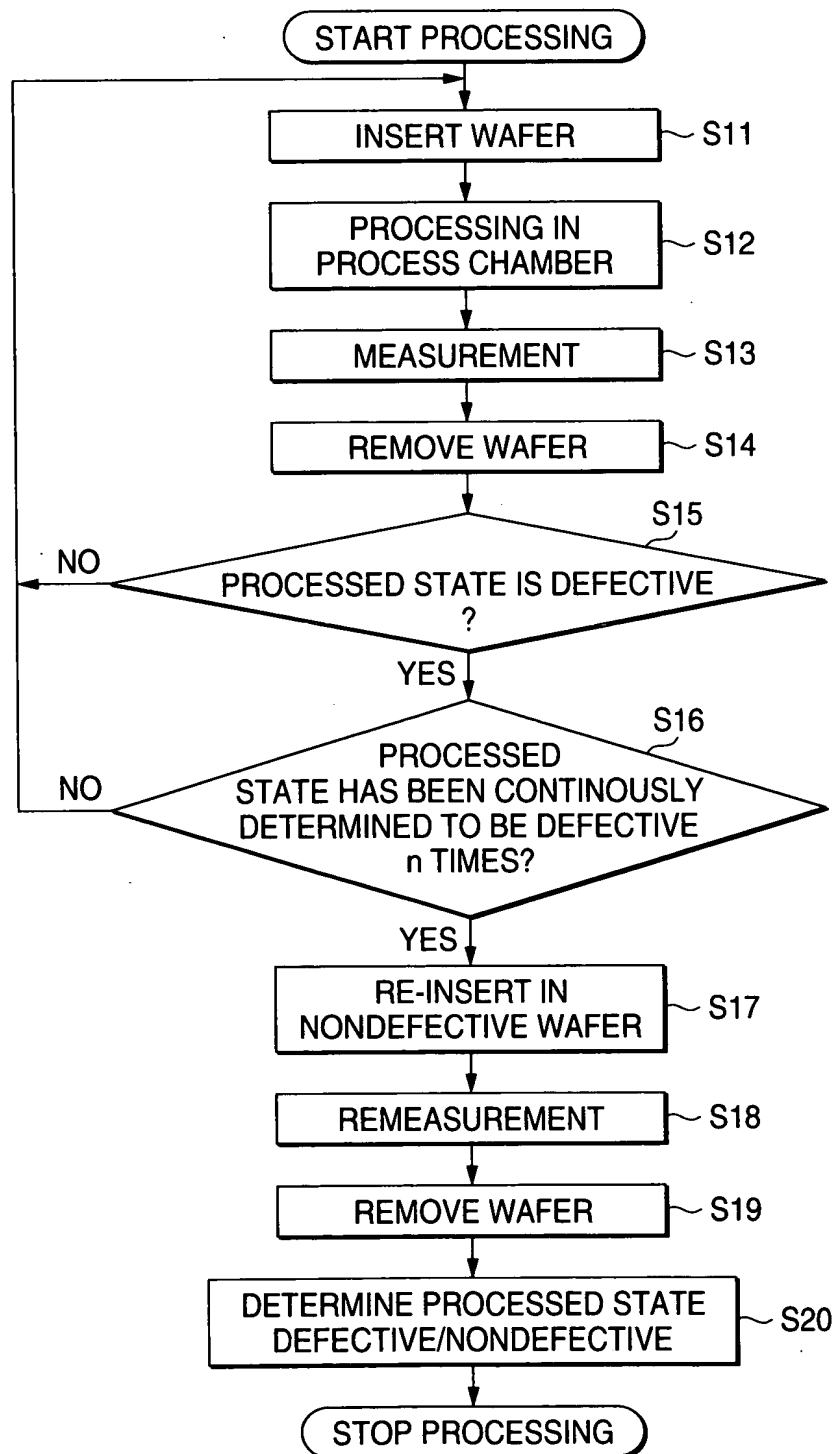 START PROCESSING
INSERT WAFER
S11
PROCESSING IN
PROCESS CHAMBER
S12
MEASUREMENT
S13
REMOVE WAFER
S14
S15
NO
PROCESSED STATE IS DEFECTIVE
?
YES
S16
NO
PROCESSED
STATE HAS BEEN CONTINOUSLY
DETERMINED TO BE DEFECTIVE
n TIMES?
YES
RE-INSERT IN
NONDEFECTIVE WAFER
S17
REMEASUREMENT
S18
REMOVE WAFER
S19
DETERMINE PROCESSED STATE
DEFECTIVE/NONDEFECTIVE
S20
STOP PROCESSING